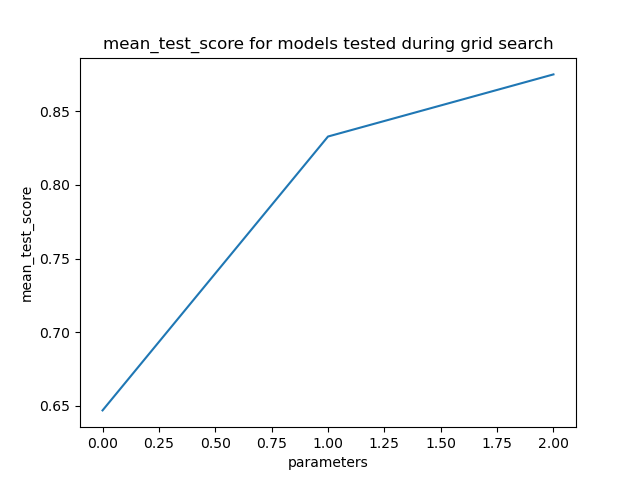 mean_test_score for models tested during grid search
mean_test_score
0.85
0.80
0.75
0.70
0.65
0.00 0.25 0.50 0.75 1.00 1.25 1.50 1.75 2.00
parameters